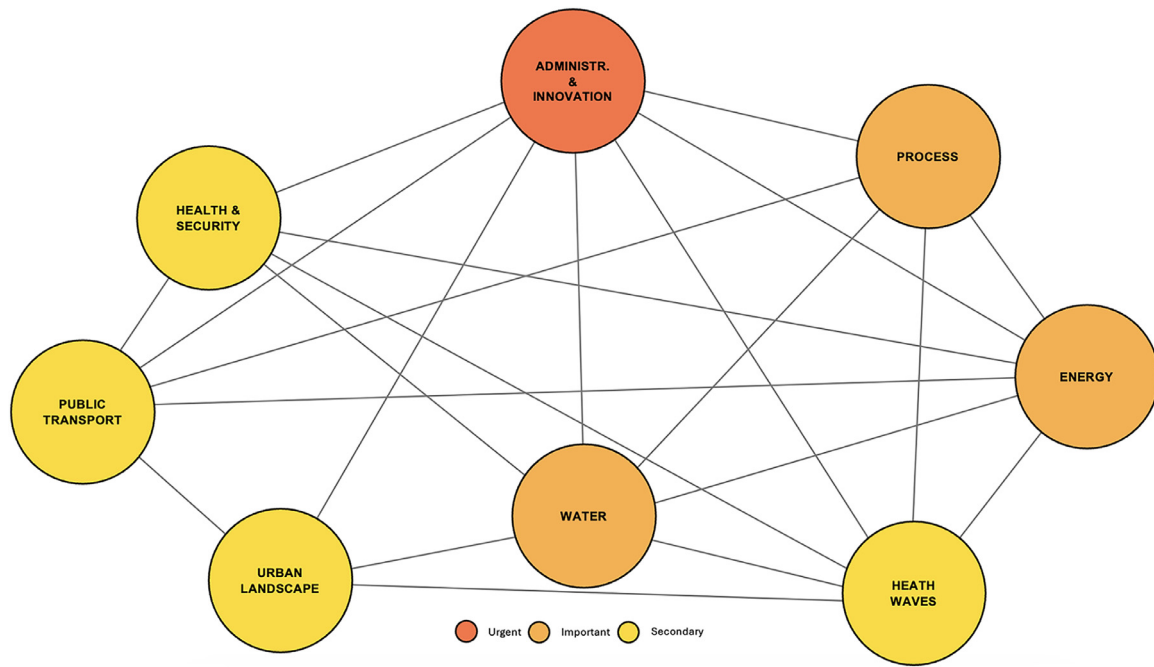 ADMINISTR.
&
INNOVATION
PROCESS
HEALTH &
SECURITY
ENERGY
PUBLIC
TRANSPORT
WATER
URBAN
LANDSCAPE
HEATH
WAVES
Urgent
Important
Secondary